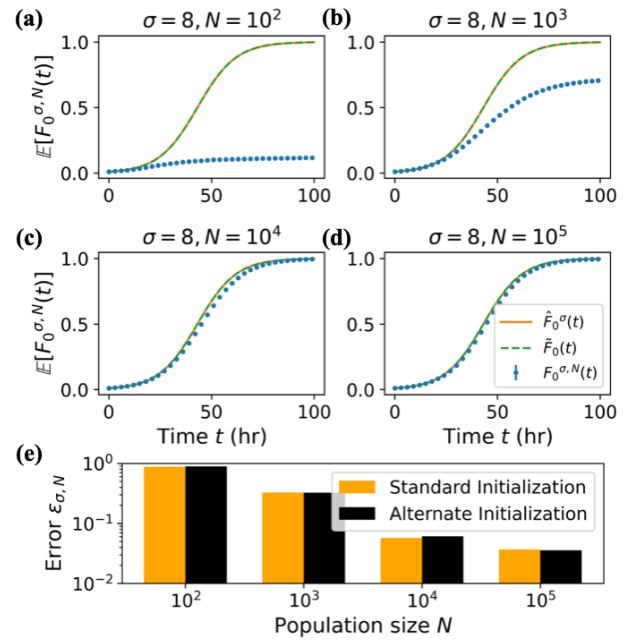 (a) σ = 8, N = 10²
(b) σ = 8, N = 10³
𝔼[F₀^{σ,N}(t)]
1.0
0.5
0.0
0 50 100
1.0
0.5
0.0
0 50 100
(c) σ = 8, N = 10⁴
(d) σ = 8, N = 10⁵
𝔼[F₀^{σ,N}(t)]
1.0
0.5
0.0
0 50 100
Time t (hr)
1.0
0.5
0.0
F̂₀^σ(t)
F̃₀(t)
F₀^{σ,N}(t)
0 50 100
Time t (hr)
(e)
Error ε_{σ,N}
10⁰
10⁻¹
10⁻²
Standard Initialization
Alternate Initialization
10² 10³ 10⁴ 10⁵
Population size N